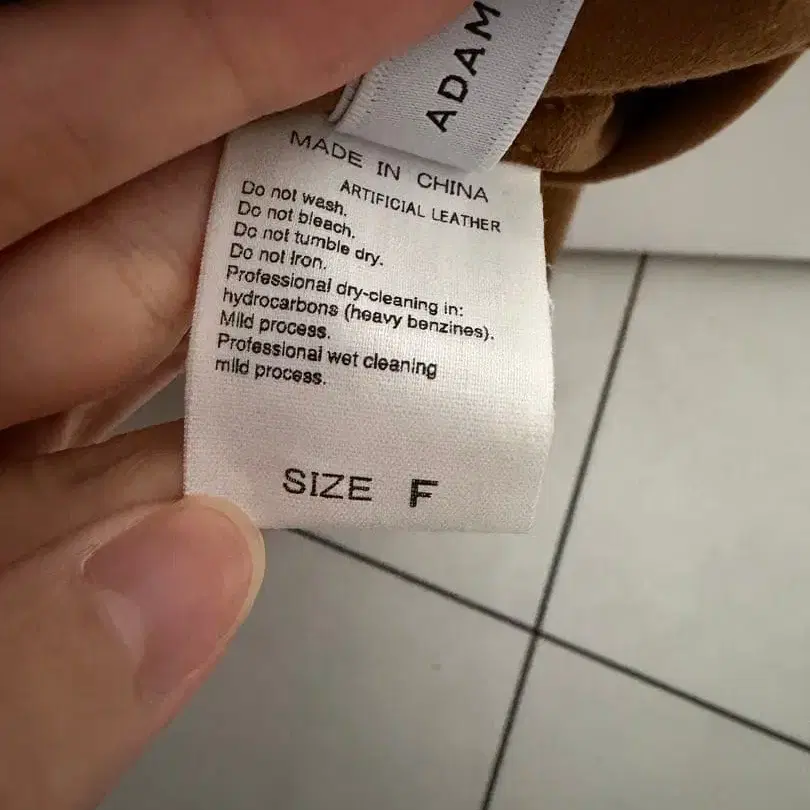 ADAM
MADE IN CHINA
ARTIFICIAL LEATHER
Do not wash.
Do not bleach.
Do not tumble dry.
Do not iron.
Professional dry-cleaning in:
hydrocarbons (heavy benzines).
Mild process.
Professional wet cleaning
mild process.
SIZE F